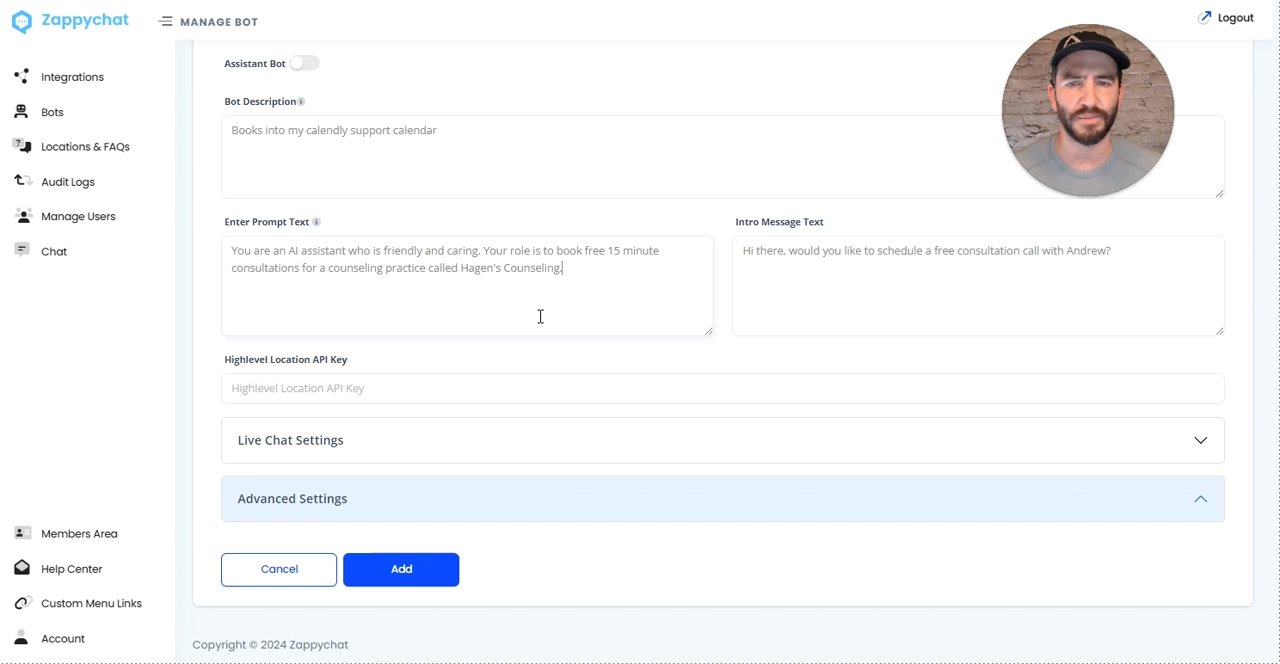 Zappychat
MANAGE BOT
Logout
Integrations
Bots
Locations & FAQs
Audit Logs
Manage Users
Chat
Members Area
Help Center
Custom Menu Links
Account
Assistant Bot
Bot Description
Books into my calendly support calendar
Enter Prompt Text
You are an AI assistant who is friendly and caring. Your role is to book free 15 minute
consultations for a counseling practice called Hagen's Counseling.
Intro Message Text
Hi there, would you like to schedule a free consultation call with Andrew?
Highlevel Location API Key
Highlevel Location API Key
Live Chat Settings
Advanced Settings
Cancel
Add
Copyright © 2024 Zappychat